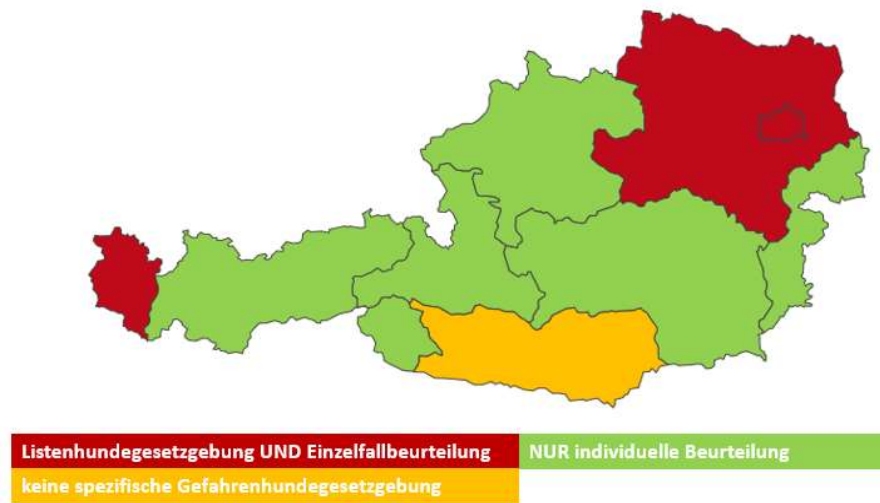 Listenhundegesetzgebung UND Einzelfallbeurteilung
NUR individuelle Beurteilung
keine spezifische Gefahrenhundegesetzgebung